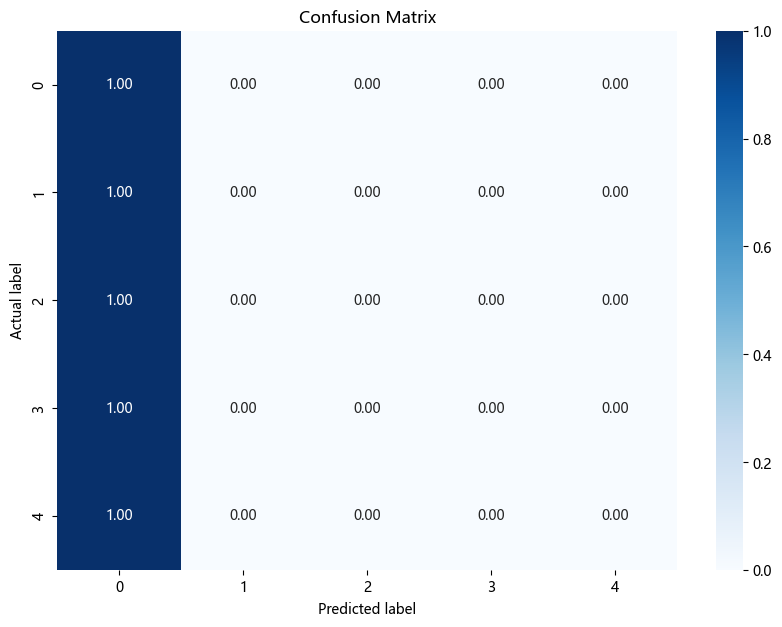 Confusion Matrix
Actual label
0 1.00 0.00 0.00 0.00 0.00
1 1.00 0.00 0.00 0.00 0.00
2 1.00 0.00 0.00 0.00 0.00
3 1.00 0.00 0.00 0.00 0.00
4 1.00 0.00 0.00 0.00 0.00
0 1 2 3 4
Predicted label
1.0
0.8
0.6
0.4
0.2
0.0